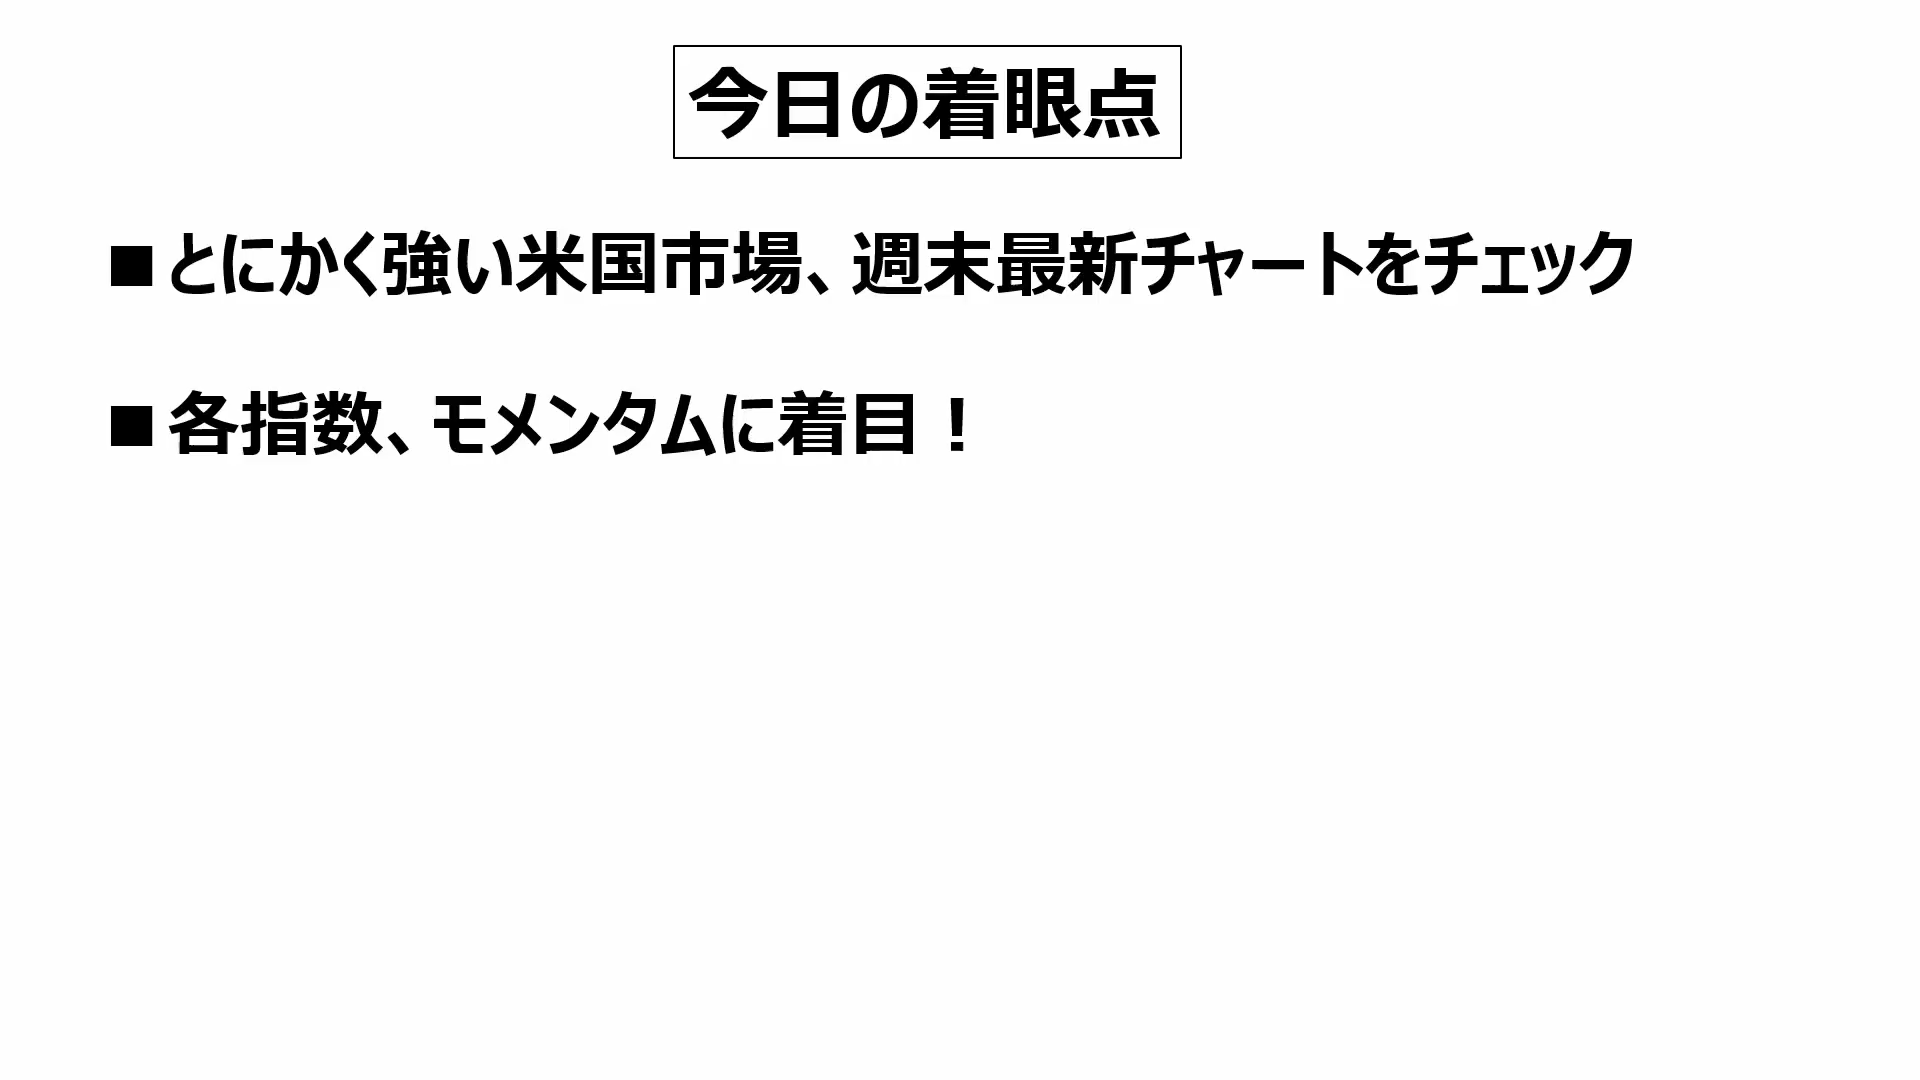 今日の着眼点
■とにかく強い米国市場、週末最新チャートをチェック
■各指数、モメンタムに着目！